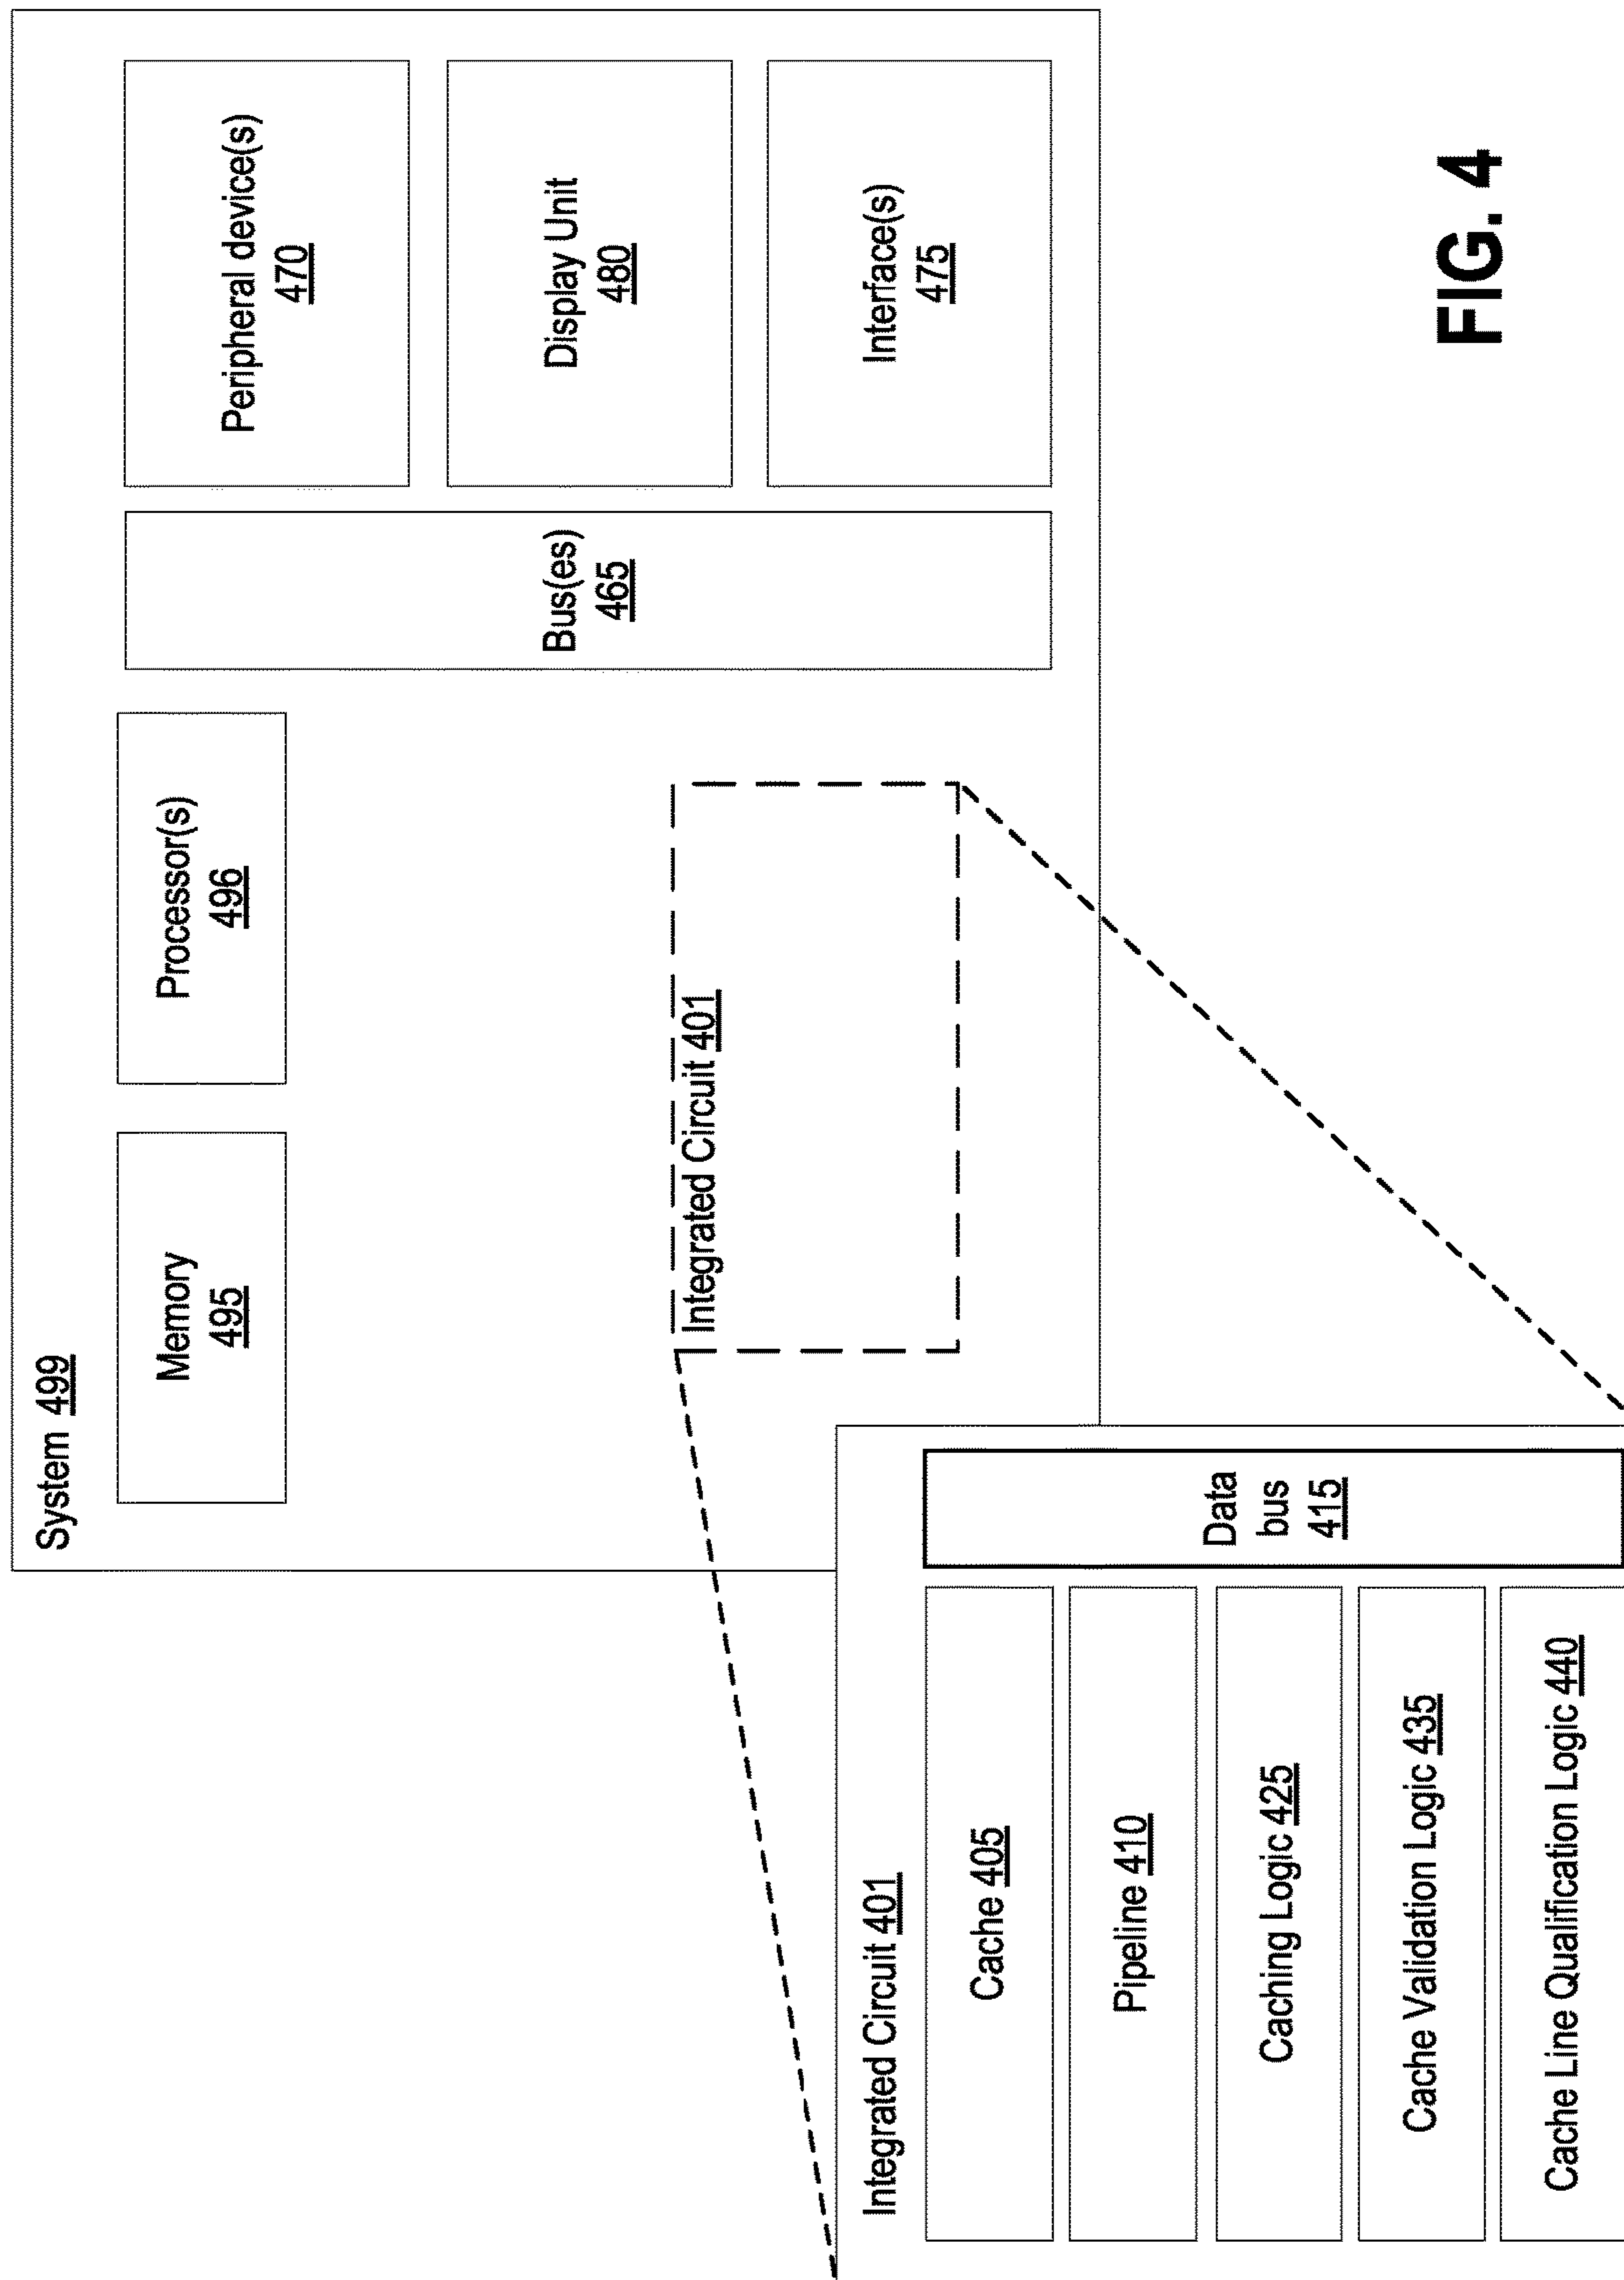 System 499
Memory
495
Processor(s)
496
Bus(es)
465
Peripheral device(s)
470
Display Unit
480
Interface(s)
475
Integrated Circuit 401
Integrated Circuit 401
Cache 405
Pipeline 410
Caching Logic 425
Cache Validation Logic 435
Cache Line Qualification Logic 440
Data
bus
415
FIG. 4